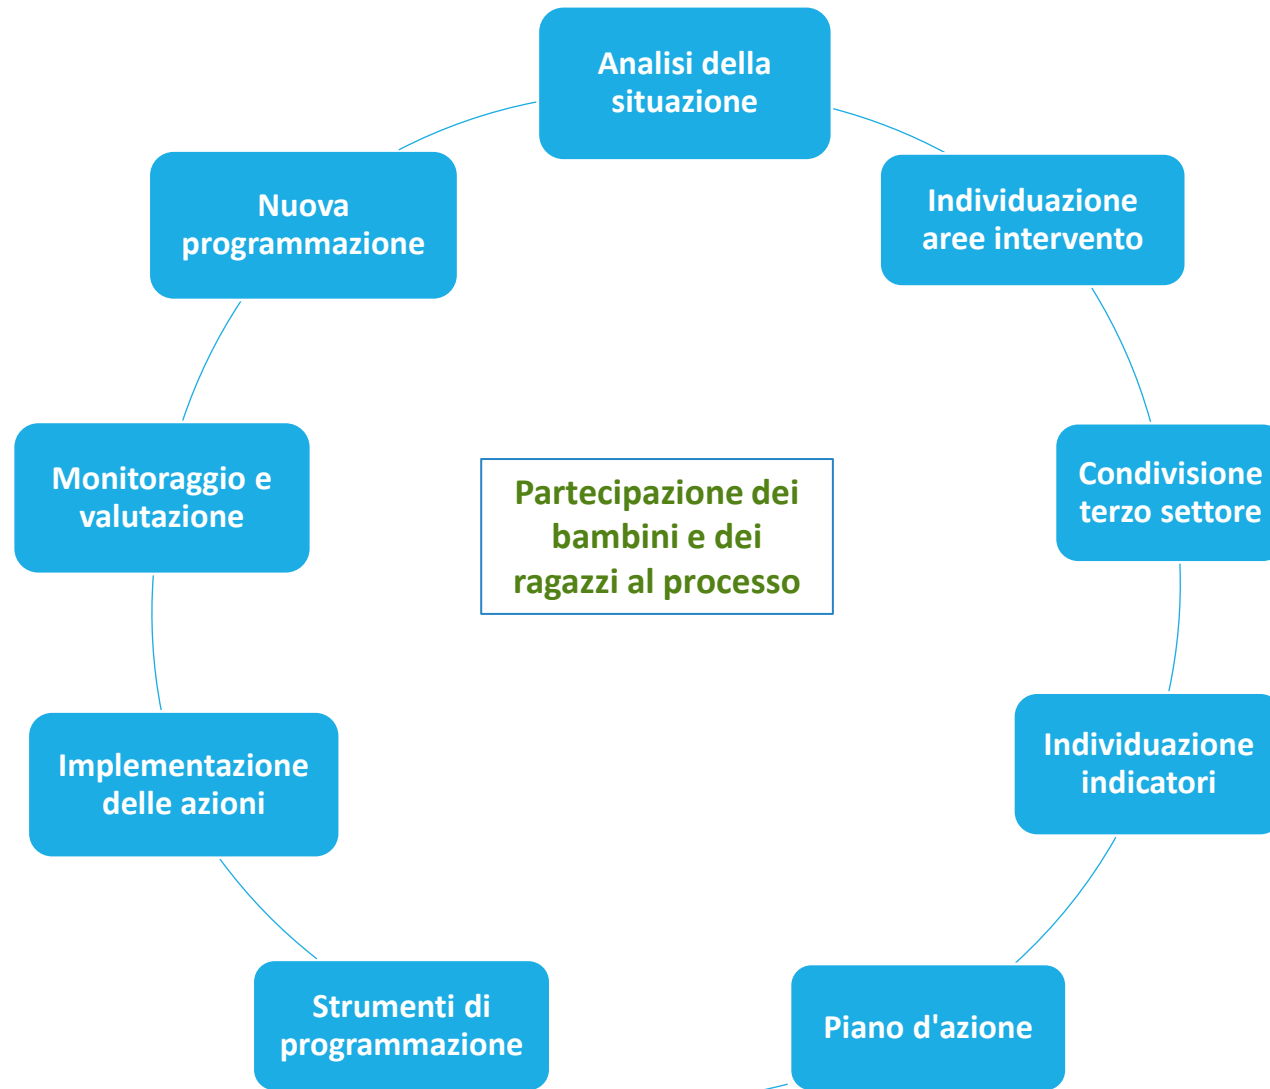 Analisi della
situazione
Individuazione
aree intervento
Condivisione
terzo settore
Individuazione
indicatori
Piano d'azione
Strumenti di
programmazione
Implementazione
delle azioni
Monitoraggio e
valutazione
Nuova
programmazione
Partecipazione dei
bambini e dei
ragazzi al processo